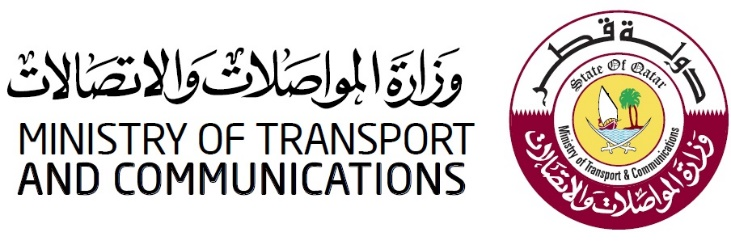 وزارة المواصلات والاتصالات
MINISTRY OF TRANSPORT
AND COMMUNICATIONS
دولة قطر
State Of Qatar
Ministry of Transport & Communications
وزارة المواصلات والاتصالات